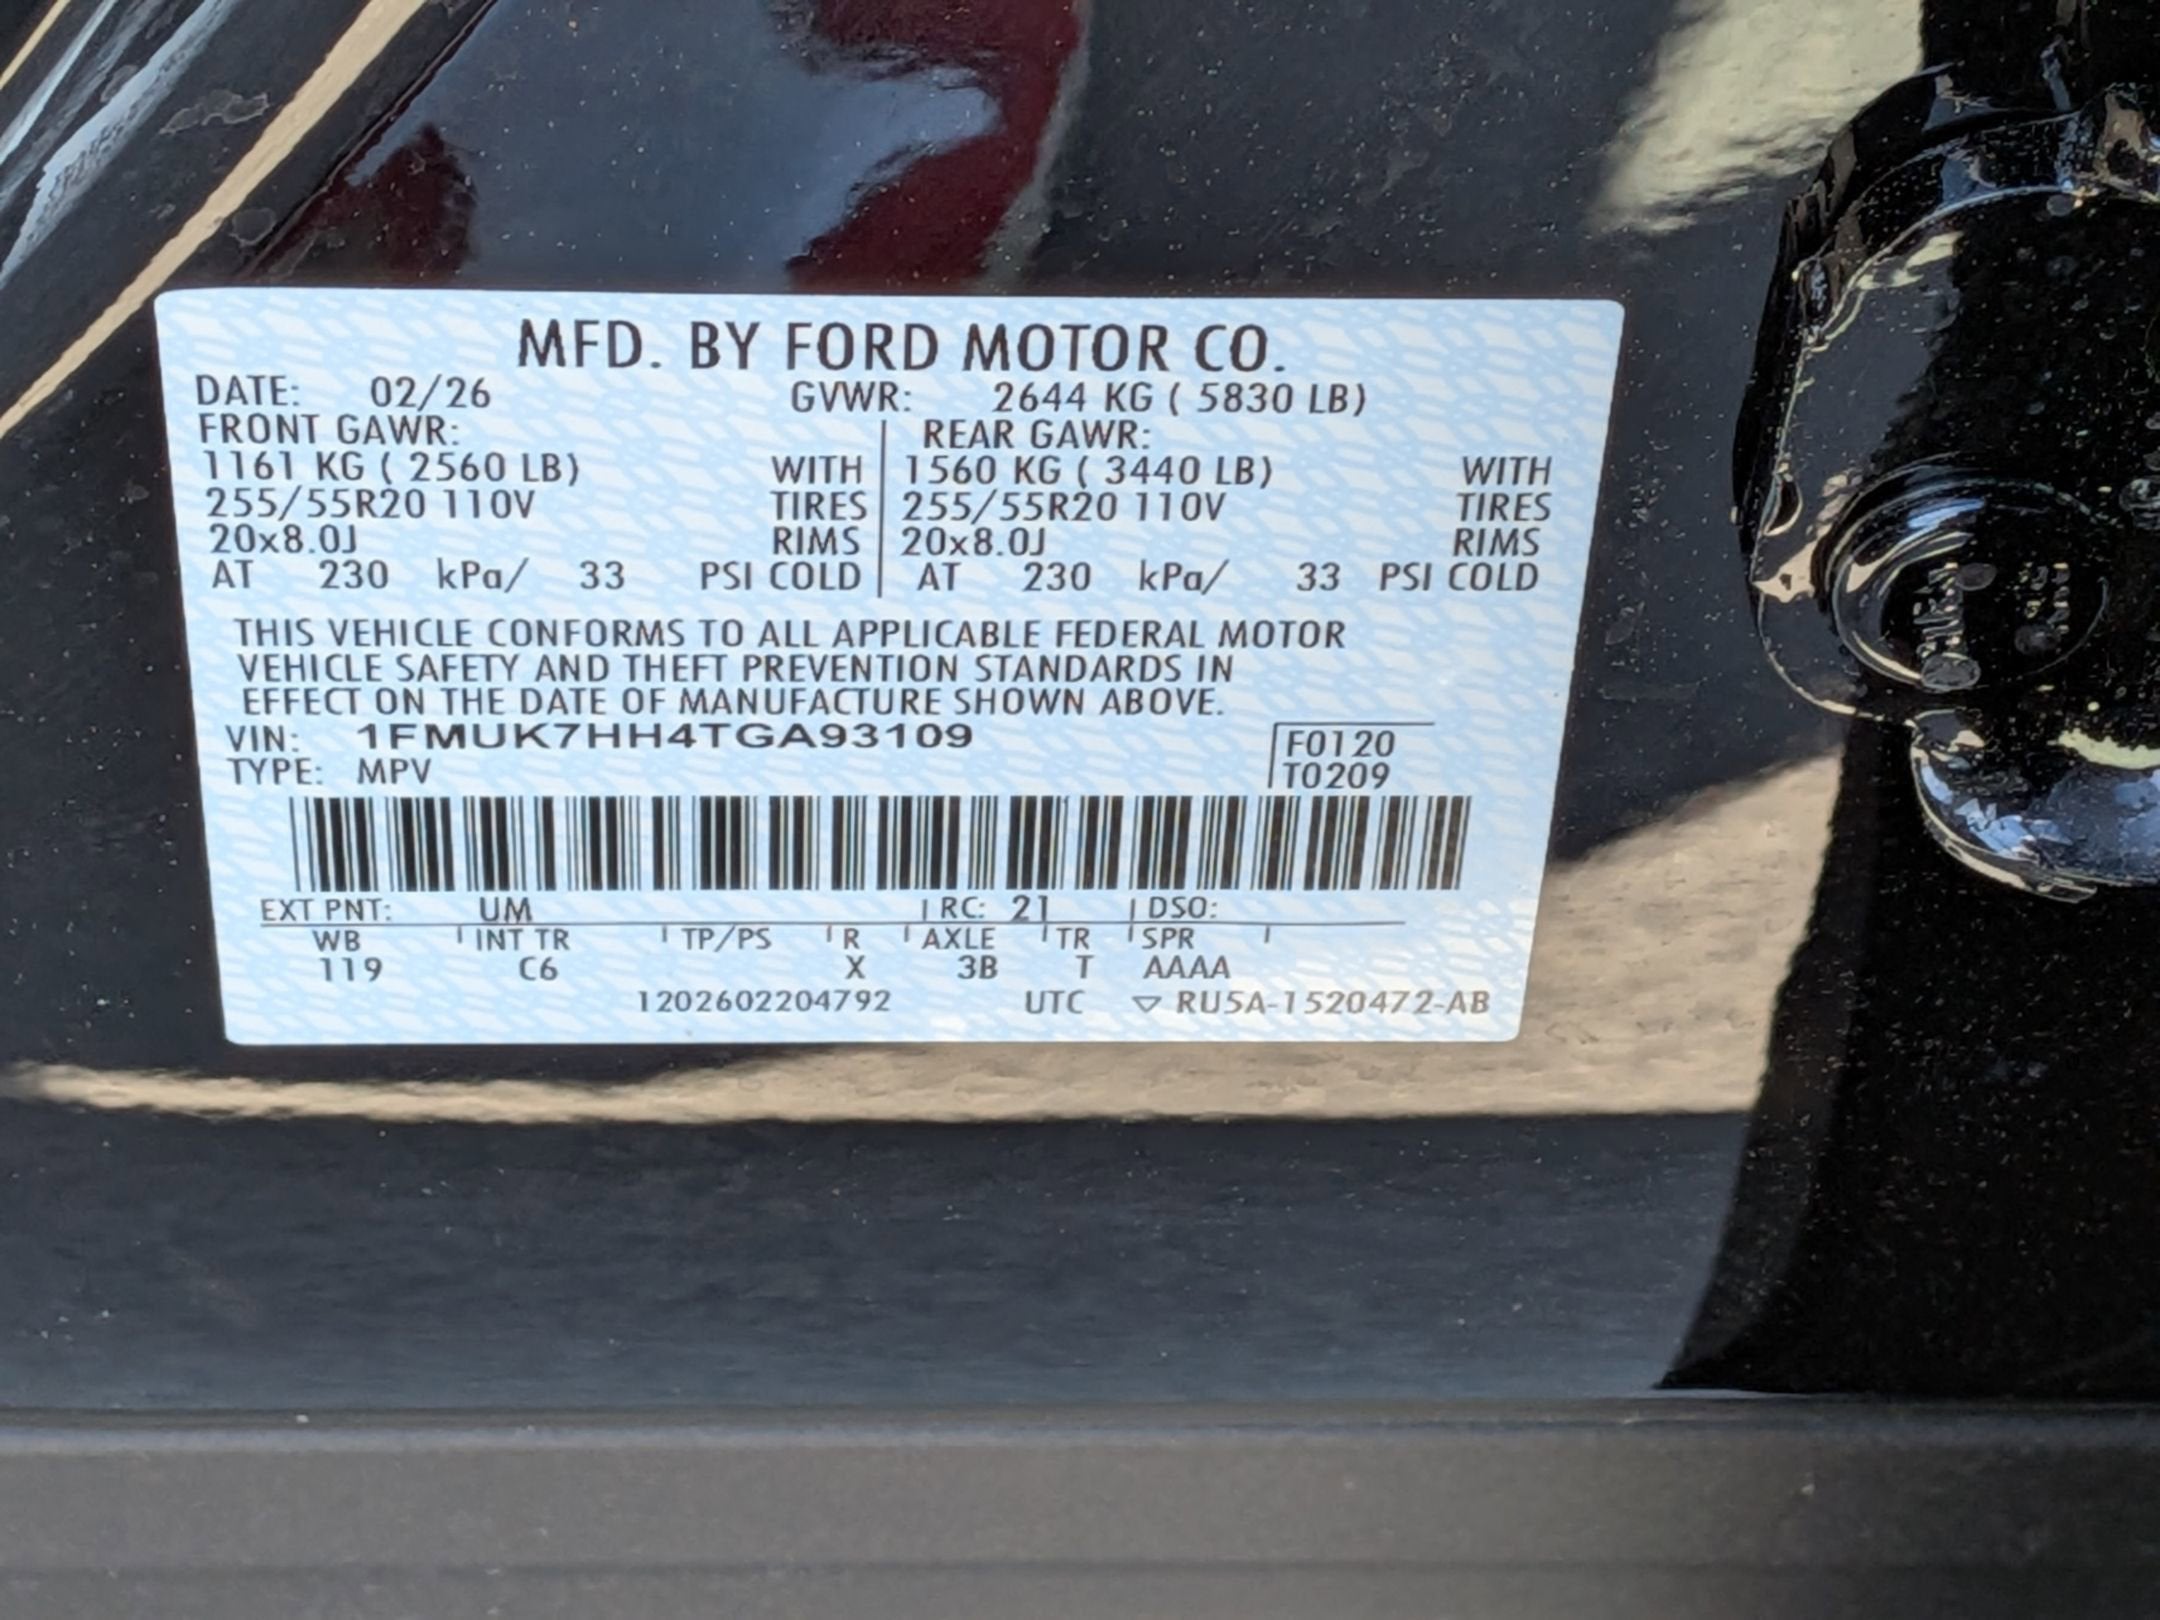 MFD. BY FORD MOTOR CO.
DATE: 02/26 GVWR: 2644 KG ( 5830 LB)
FRONT GAWR: REAR GAWR:
1161 KG ( 2560 LB) WITH 1560 KG ( 3440 LB) WITH
255/55R20 110V TIRES 255/55R20 110V TIRES
20x8.0J RIMS 20x8.0J RIMS
AT 230 kPa/ 33 PSI COLD AT 230 kPa/ 33 PSI COLD
THIS VEHICLE CONFORMS TO ALL APPLICABLE FEDERAL MOTOR
VEHICLE SAFETY AND THEFT PREVENTION STANDARDS IN
EFFECT ON THE DATE OF MANUFACTURE SHOWN ABOVE.
VIN: 1FMUK7HH4TGA93109 F0120
TYPE: MPV T0209
EXT PNT: UM RC: 21 DSO:
WB INT TR TP/PS R AXLE TR SPR
119 C6 X 3B T AAAA
1202602204792 UTC ▽ RU5A-1520472-AB